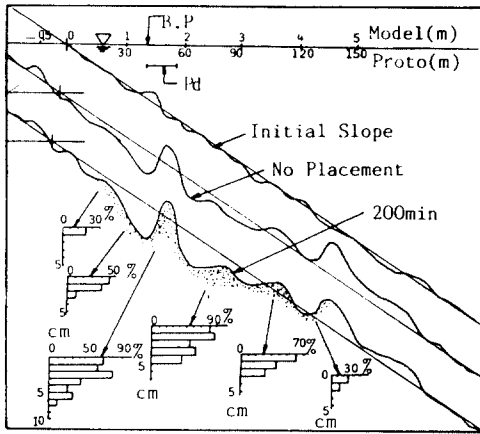 B.P
Model(m)
-0.5 0 1 2 3 4 5
30 60 90 120 150
Proto(m)
Pd
Initial Slope
No Placement
200min
0 30%
5
0 50%
5
cm
0 50 90%
5
10
0 90%
5
cm
0 70%
5
cm
0 30%
5
cm